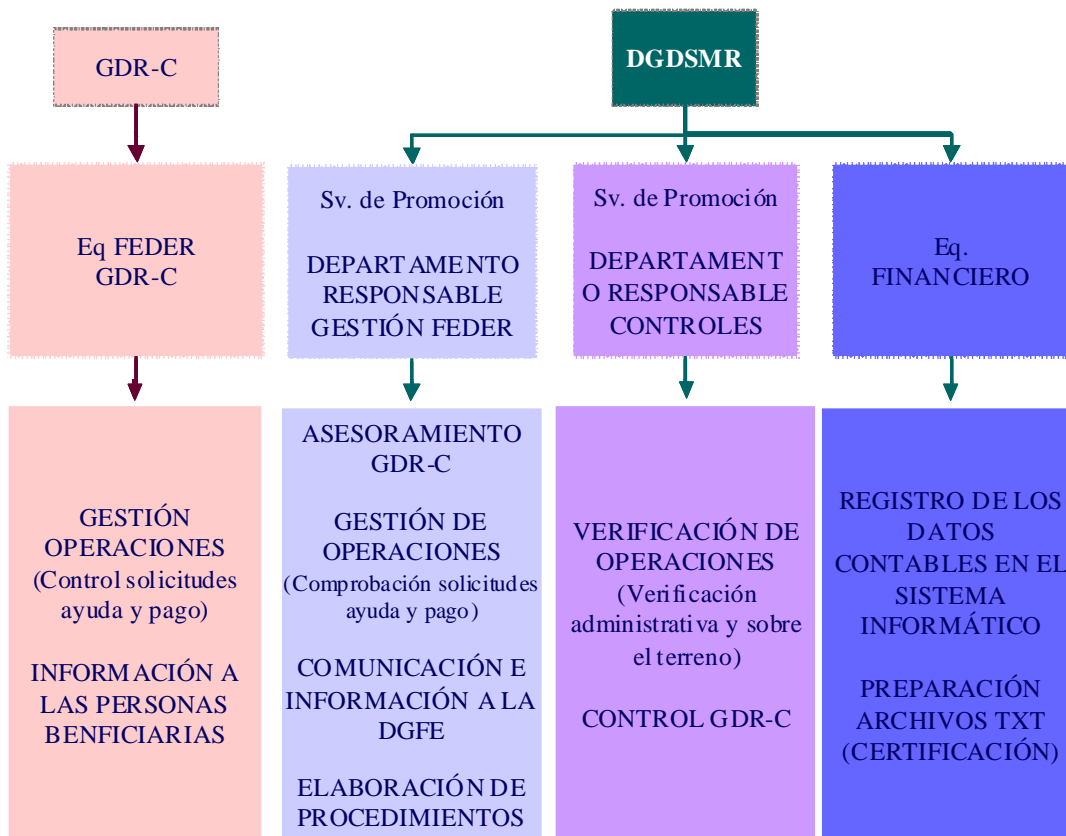 GDR-C
DGDSMR
Eq FEDER
GDR-C
Sv. de Promoción
DEPARTAMENTO
RESPONSABLE
GESTIÓN FEDER
Sv. de Promoción
DEPARTAMENT
O RESPONSABLE
CONTROLES
Eq.
FINANCIERO
GESTIÓN
OPERACIONES
(Control solicitudes
ayuda y pago)
INFORMACIÓN A
LAS PERSONAS
BENFICIARIAS
ASESORAMIENTO
GDR-C
GESTIÓN DE
OPERACIONES
(Comprobación solicitudes
ayuda y pago)
COMUNICACIÓN E
INFORMACIÓN A LA
DGFE
ELABORACIÓN DE
PROCEDIMIENTOS
VERIFICACIÓN DE
OPERACIONES
(Verificación
administrativa y sobre
el terreno)
CONTROL GDR-C
REGISTRO DE LOS
DATOS
CONTABLES EN EL
SISTEMA
INFORMÁTICO
PREPARACIÓN
ARCHIVOS TXT
(CERTIFICACIÓN)